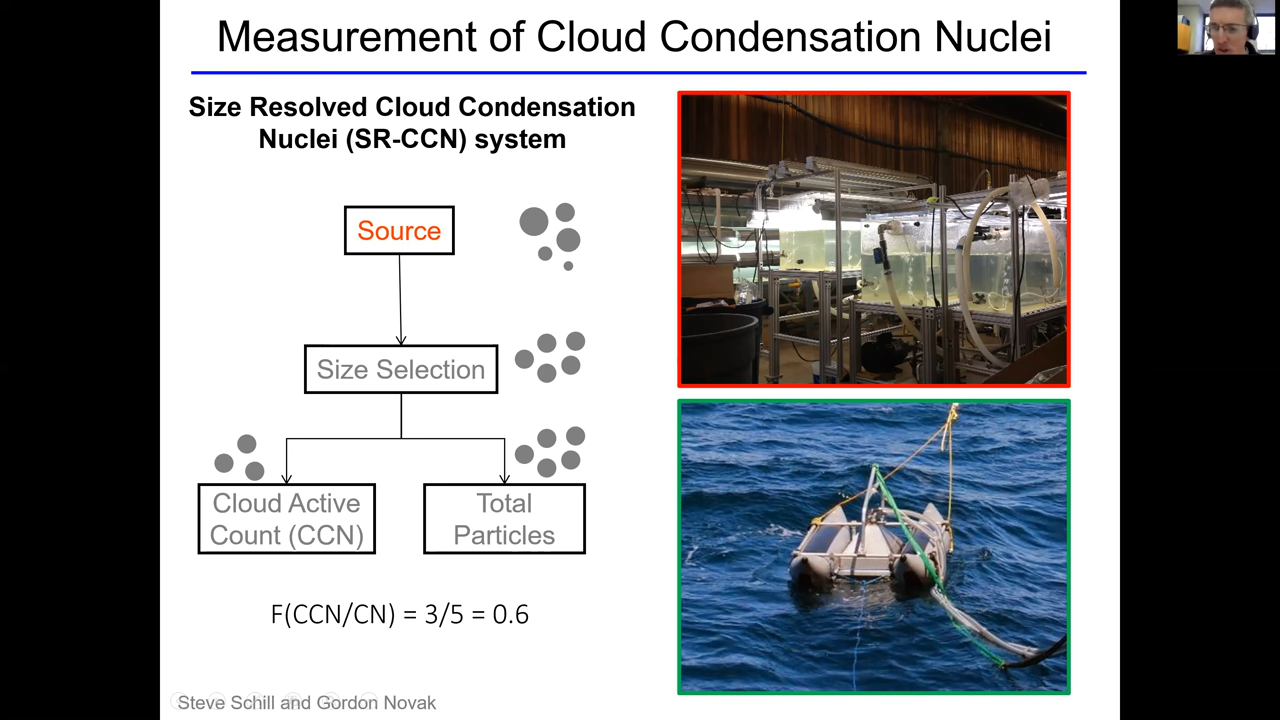 Measurement of Cloud Condensation Nuclei
Size Resolved Cloud Condensation
Nuclei (SR-CCN) system
Source
Size Selection
Cloud Active
Count (CCN)
Total
Particles
F(CCN/CN) = 3/5 = 0.6
Steve Schill and Gordon Novak